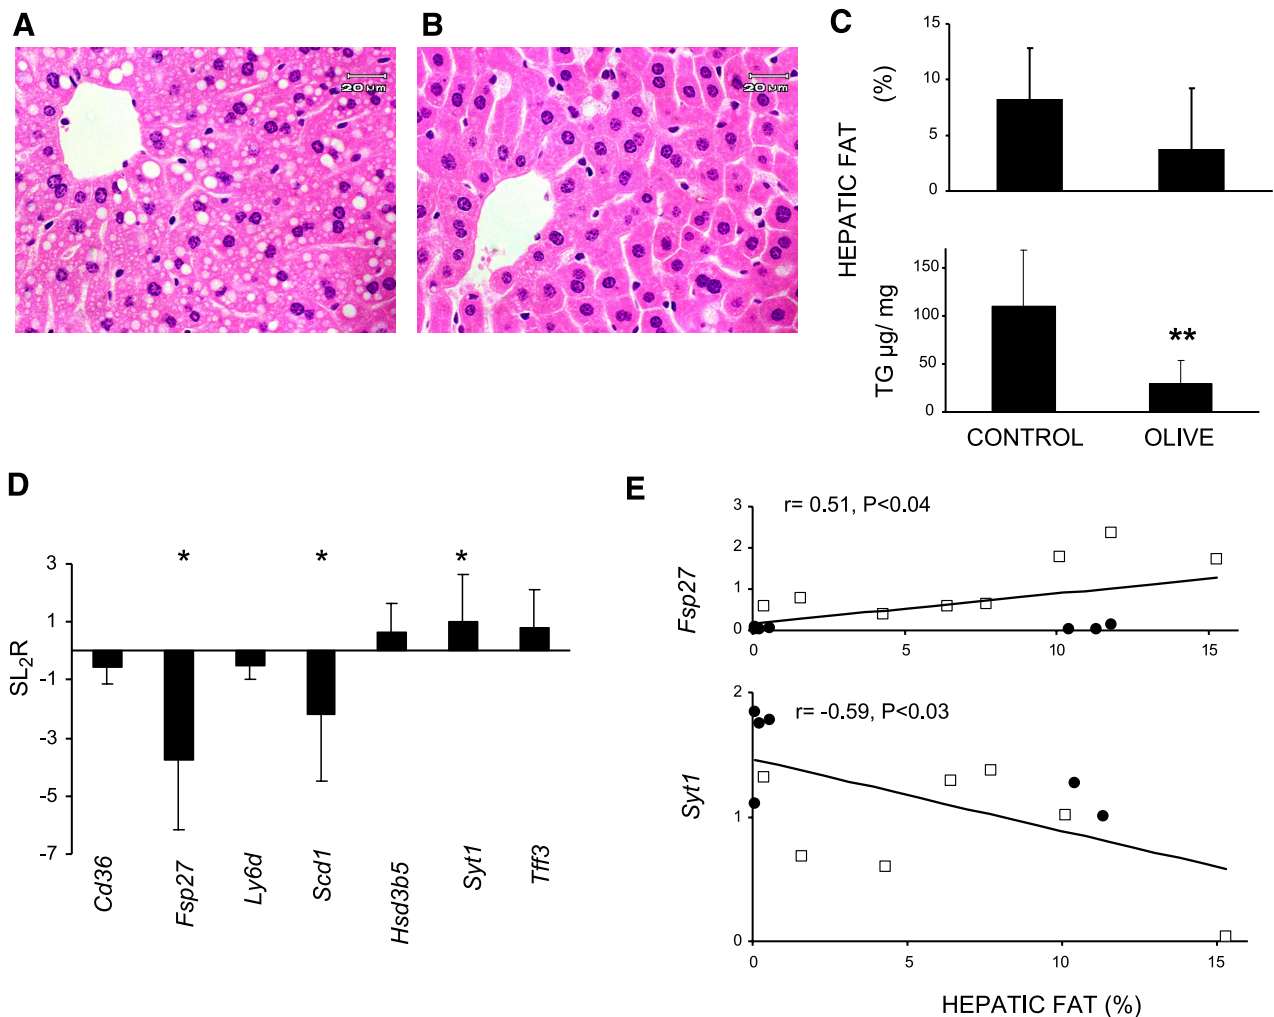 A
B
C
20 µm
20 µm
HEPATIC FAT
(%)
15
10
5
0
TG µg/ mg
150
100
50
0
**
CONTROL OLIVE
D
SL2R
3
1
-1
-3
-5
-7
* * *
Cd36
Fsp27
Ly6d
Scd1
Hsd3b5
Syt1
Tff3
E
r= 0.51, P<0.04
Fsp27
3
2
1
0
0 5 10 15
r= -0.59, P<0.03
Syt1
2
1
0
0 5 10 15
HEPATIC FAT (%)